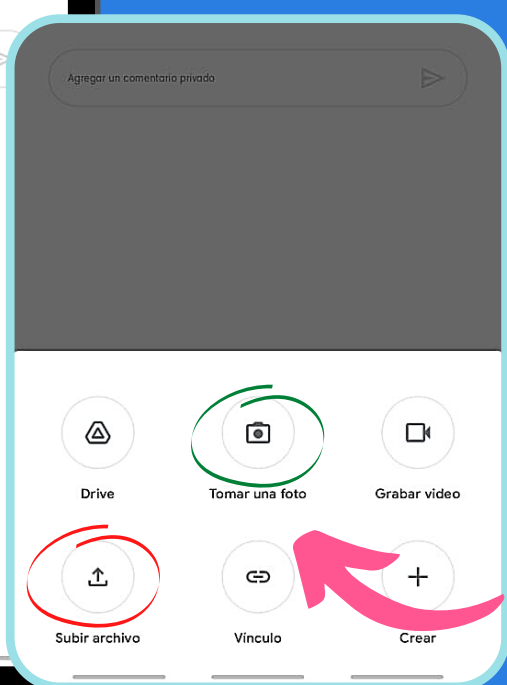 Agregar un comentario privado
Drive
Tomar una foto
Grabar video
Subir archivo
Vínculo
Crear